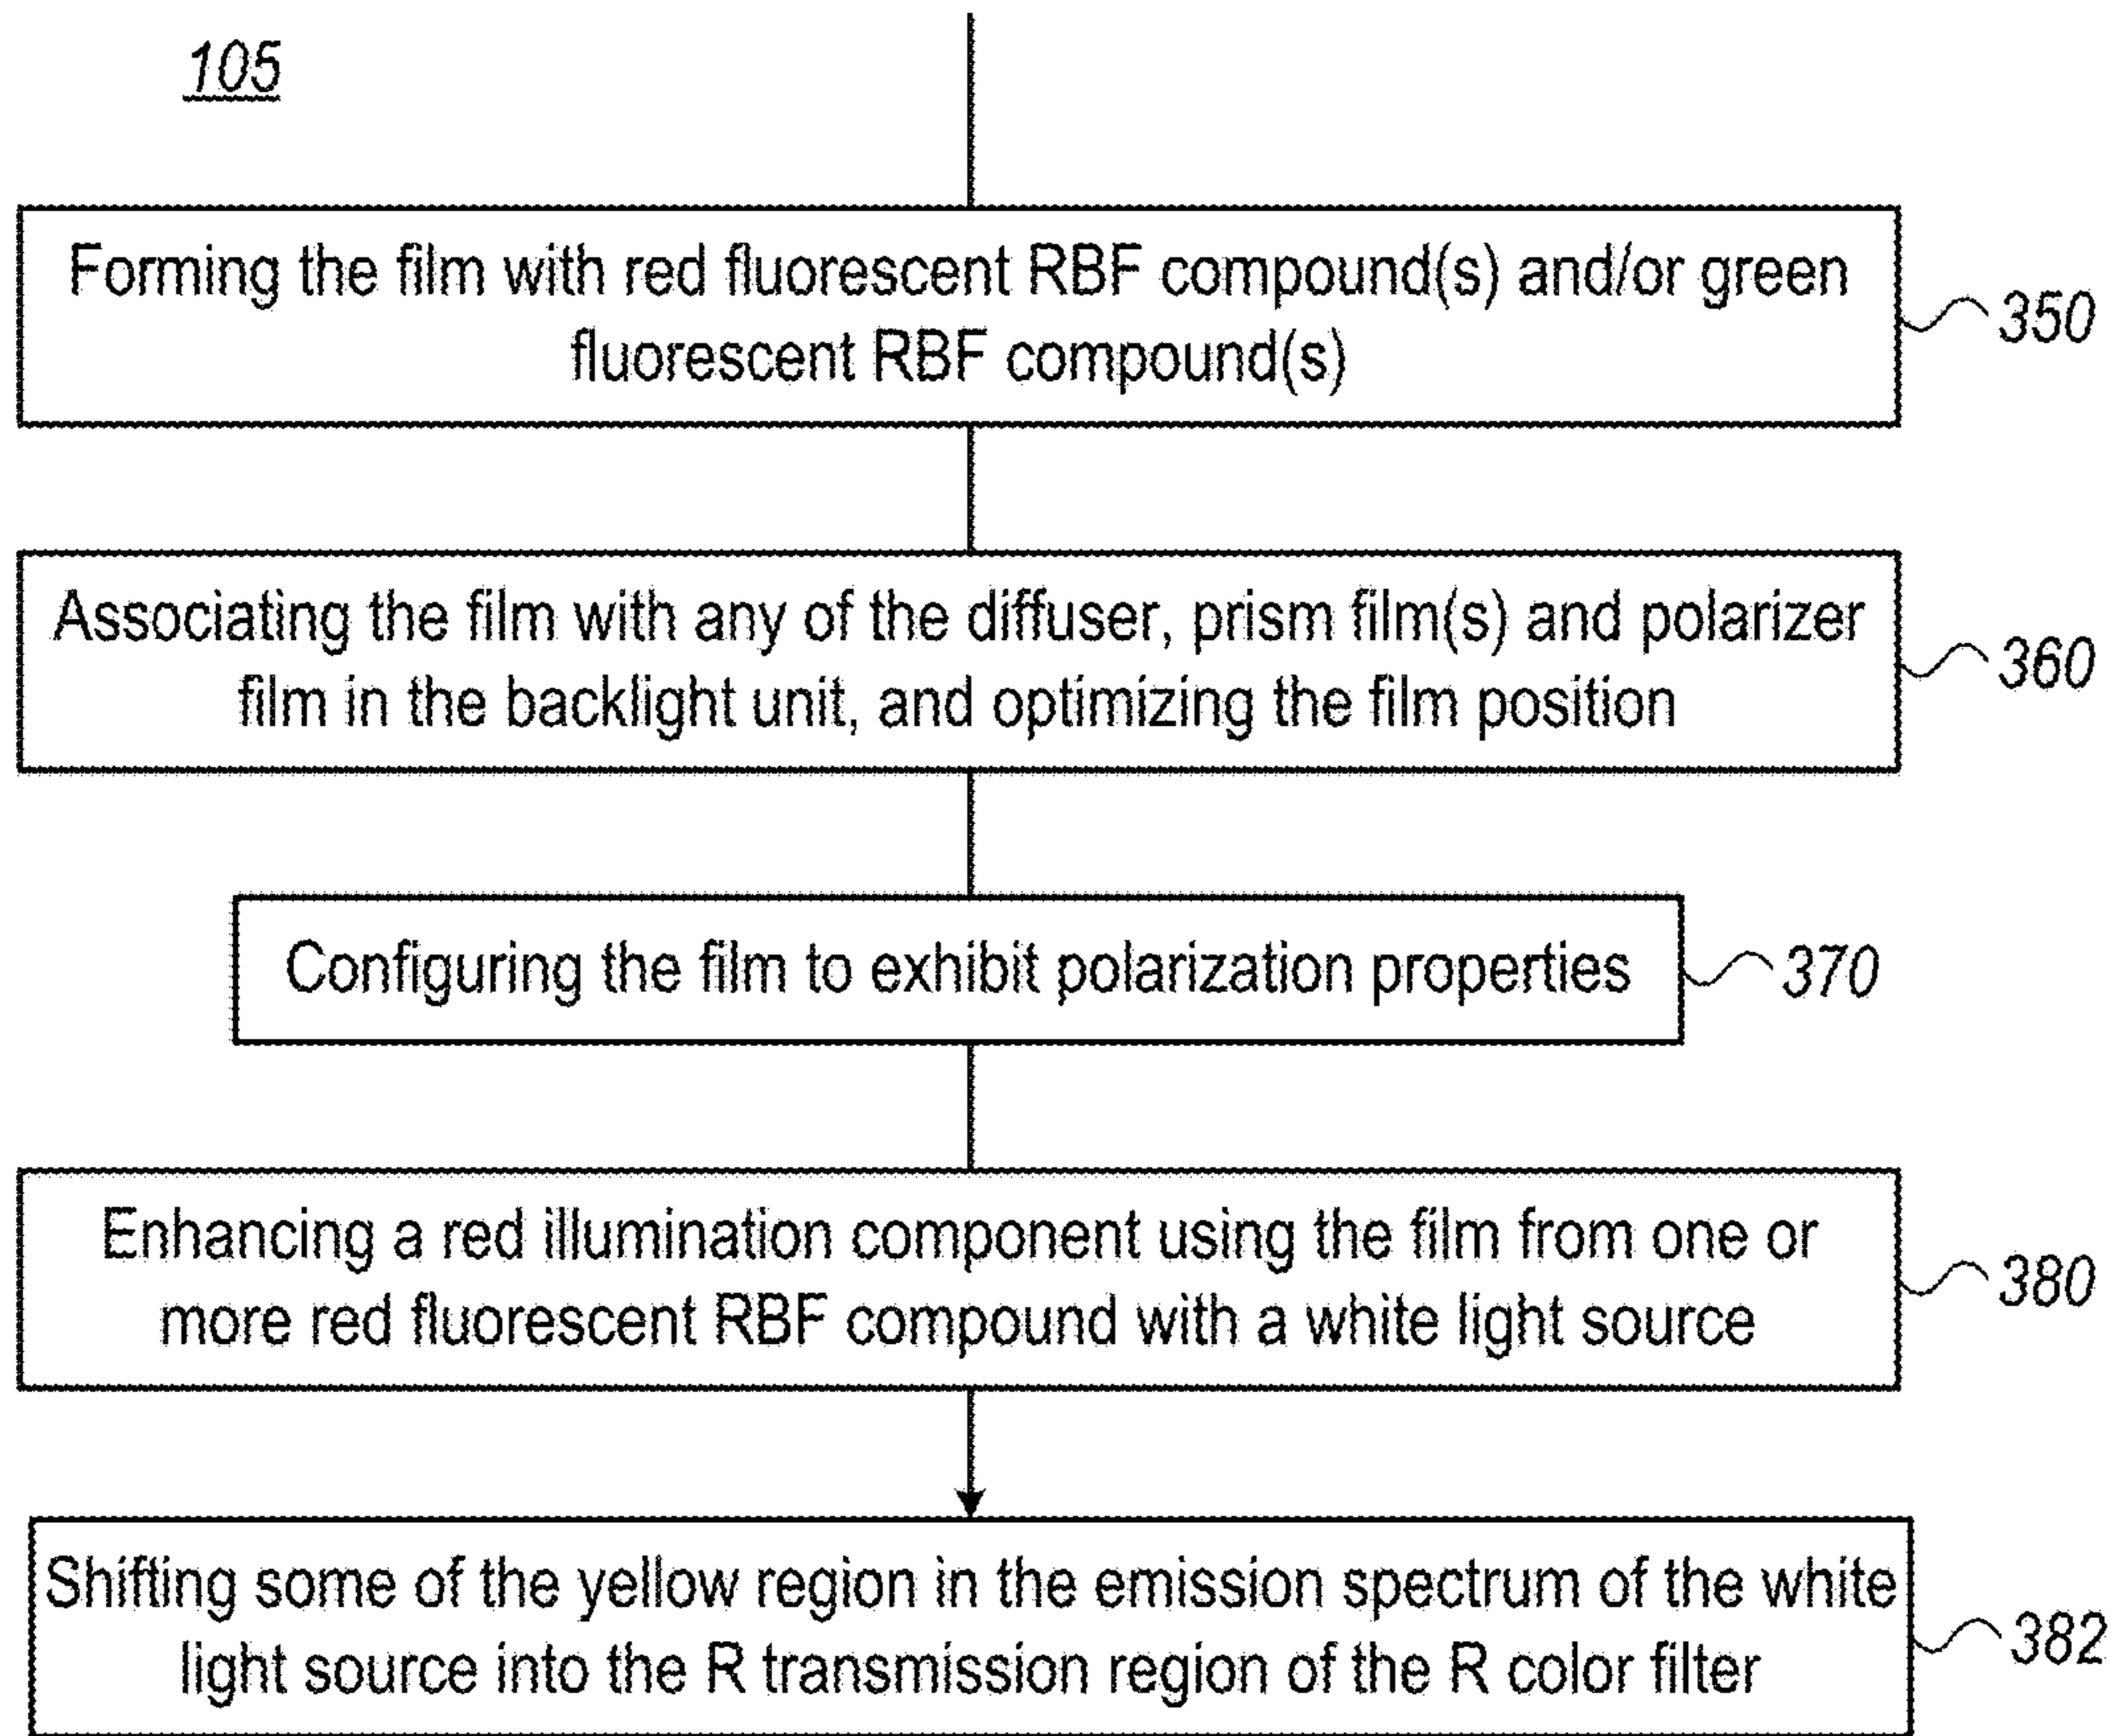 105
Forming the film with red fluorescent RBF compound(s) and/or green
fluorescent RBF compound(s)
350
Associating the film with any of the diffuser, prism film(s) and polarizer
film in the backlight unit, and optimizing the film position
360
Configuring the film to exhibit polarization properties
370
Enhancing a red illumination component using the film from one or
more red fluorescent RBF compound with a white light source
380
Shifting some of the yellow region in the emission spectrum of the white
light source into the R transmission region of the R color filter
382